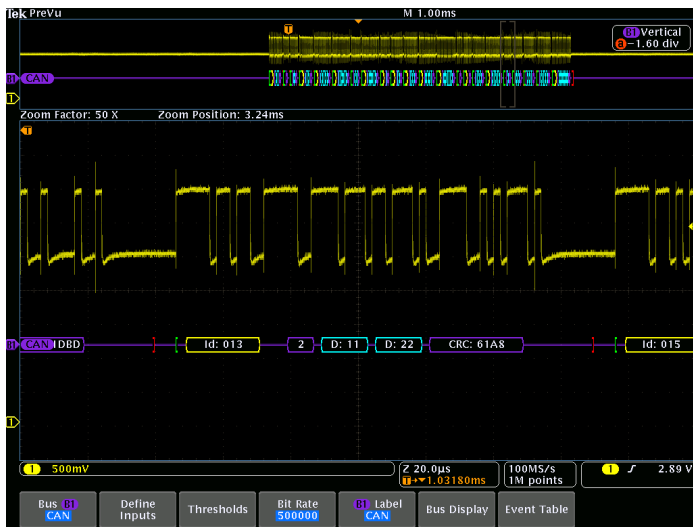 Tek PreVu M 1.00ms
B1 Vertical
a -1.60 div
B1 CAN
1
Zoom Factor: 50 X Zoom Position: 3.24ms
T
B1 CAN DBD Id: 013 2 D: 11 D: 22 CRC: 61A8 Id: 015
1
1 500mV Z 20.0µs 100MS/s 1 2.89 V
T→▼1.03180ms 1M points
Bus B1 Define Thresholds Bit Rate B1 Label Bus Display Event Table
CAN Inputs 500000 CAN